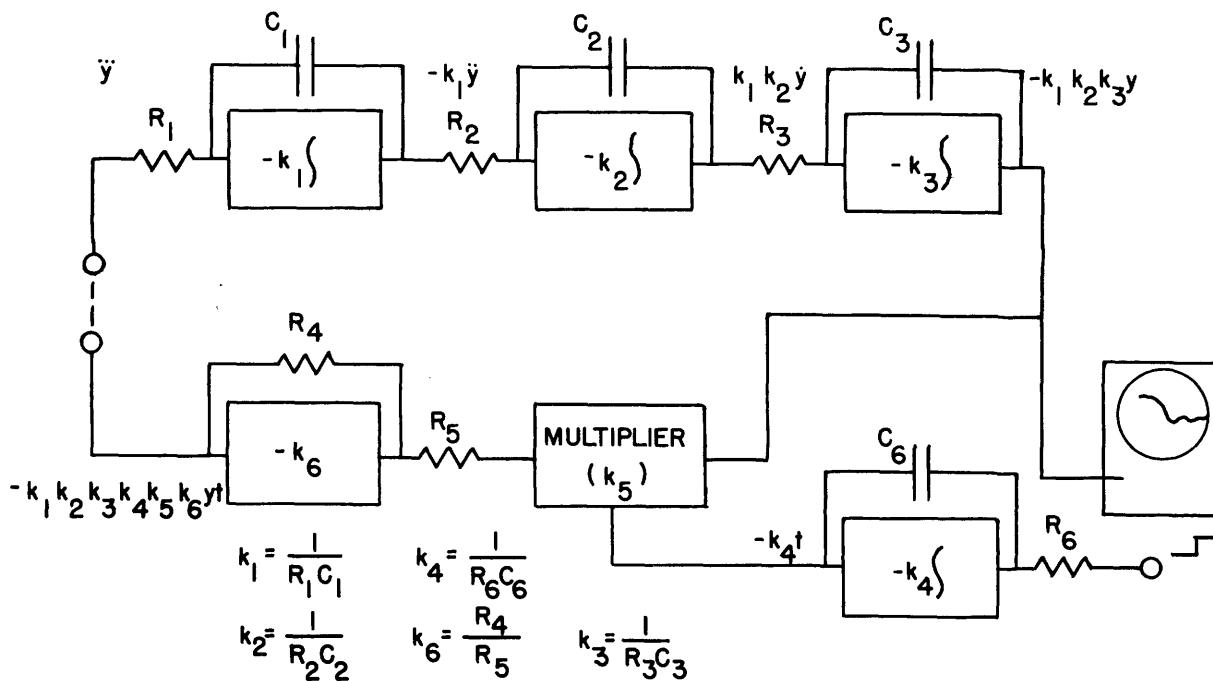 C₁
C₂
C₃
y⃛
-k₁ÿ
k₁k₂ẏ
-k₁k₂k₃y
R₁
R₂
R₃
-k₁∫
-k₂∫
-k₃∫
R₄
R₅
-k₆
MULTIPLIER
(k₅)
C₆
R₆
-k₄t
-k₄∫
-k₁k₂k₃k₄k₅k₆yt
k₁ = 1/(R₁C₁)
k₄ = 1/(R₆C₆)
k₂ = 1/(R₂C₂)
k₆ = R₄/R₅
k₃ = 1/(R₃C₃)